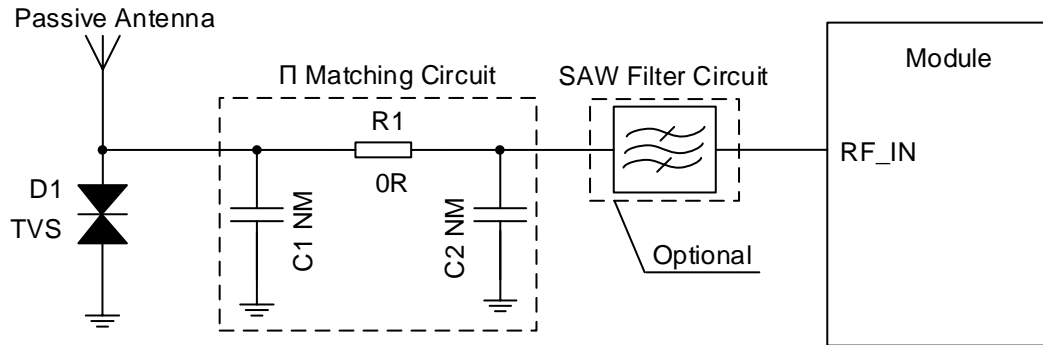 Passive Antenna
Π Matching Circuit
SAW Filter Circuit
Module
R1
0R
RF_IN
D1
TVS
C1 NM
C2 NM
Optional